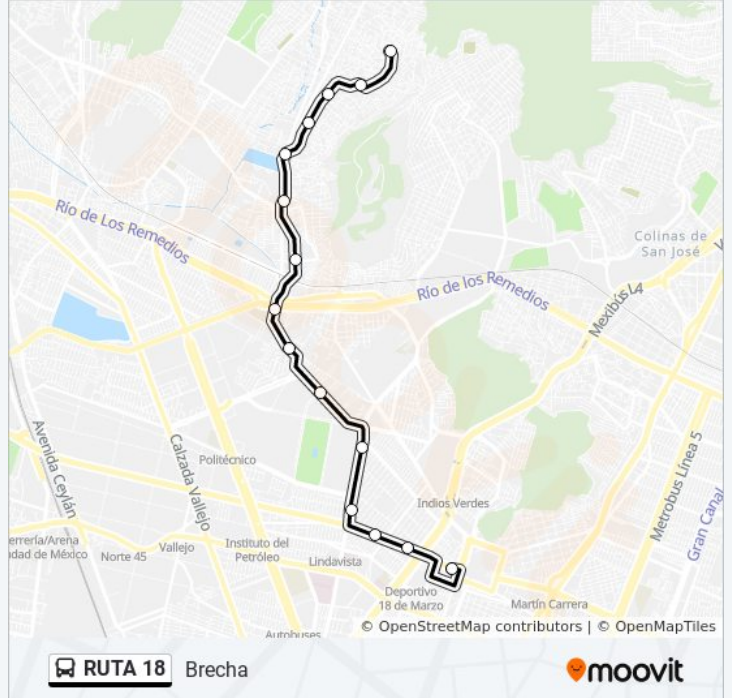 Río de Los Remedios
Colinas de
San José
Río de los Remedios
Mexibús L4
Avenida Ceylán
Calzada Vallejo
Politécnico
Metrobus Línea 5
Gran Canal
Indios Verdes
errería/Arena
udad de México
Norte 45
Vallejo
Instituto del
Petróleo
Lindavista
Deportivo
18 de Marzo
Martín Carrera
Autobuses
© OpenStreetMap contributors | © OpenMapTiles
RUTA 18 Brecha
moovit